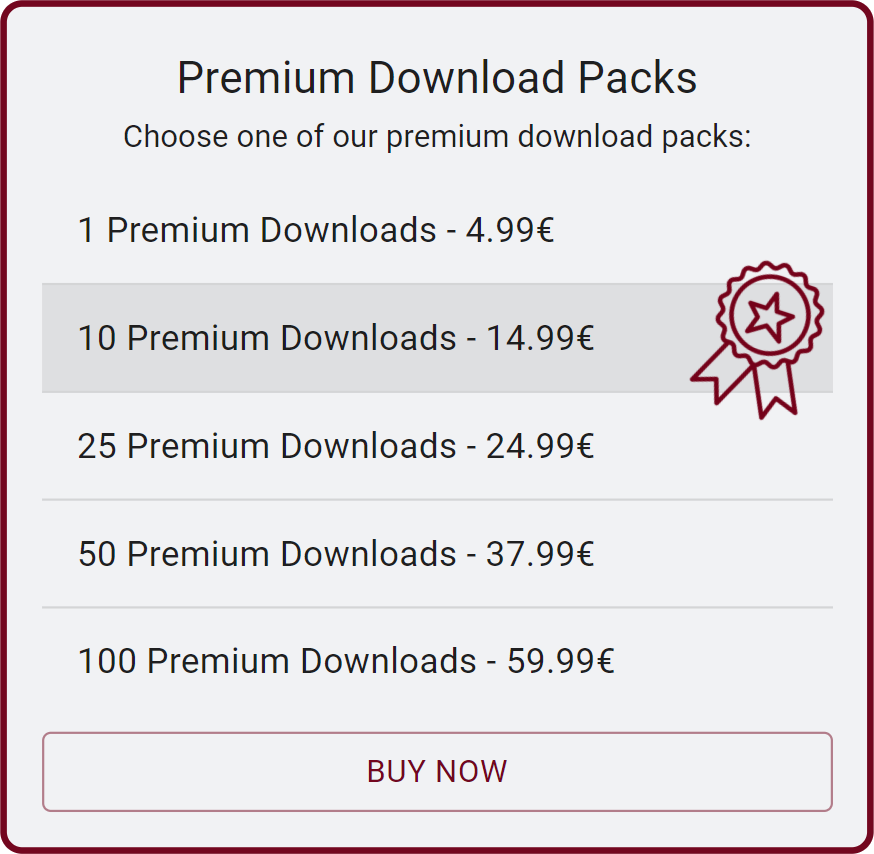 Premium Download Packs
Choose one of our premium download packs:
1 Premium Downloads - 4.99€
10 Premium Downloads - 14.99€
25 Premium Downloads - 24.99€
50 Premium Downloads - 37.99€
100 Premium Downloads - 59.99€
BUY NOW